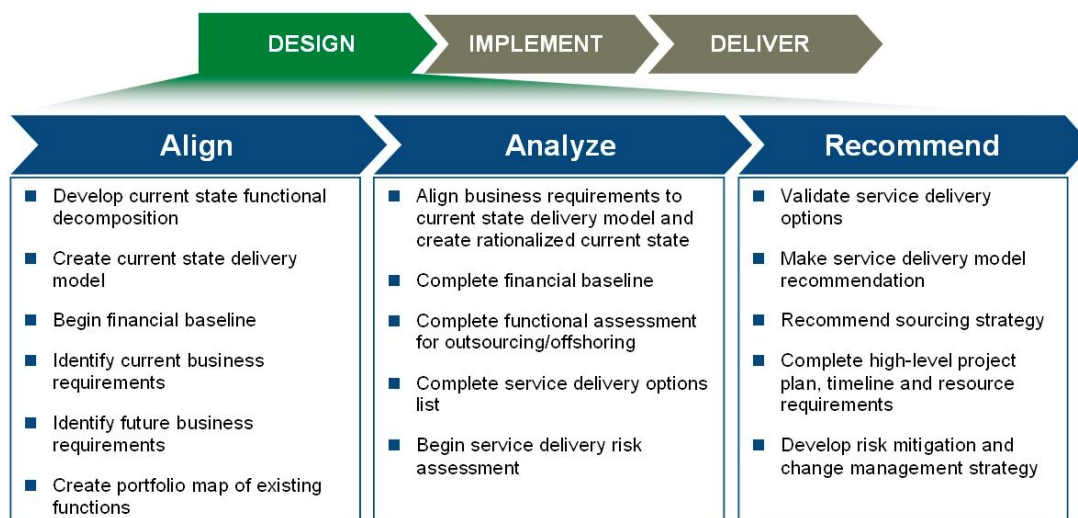 DESIGN
IMPLEMENT
DELIVER
Align
Develop current state functional
decomposition
Create current state delivery
model
Begin financial baseline
Identify current business
requirements
Identify future business
requirements
Create portfolio map of existing
functions
Analyze
Align business requirements to
current state delivery model and
create rationalized current state
Complete financial baseline
Complete functional assessment
for outsourcing/offshoring
Complete service delivery options
list
Begin service delivery risk
assessment
Recommend
Validate service delivery
options
Make service delivery model
recommendation
Recommend sourcing strategy
Complete high-level project
plan, timeline and resource
requirements
Develop risk mitigation and
change management strategy